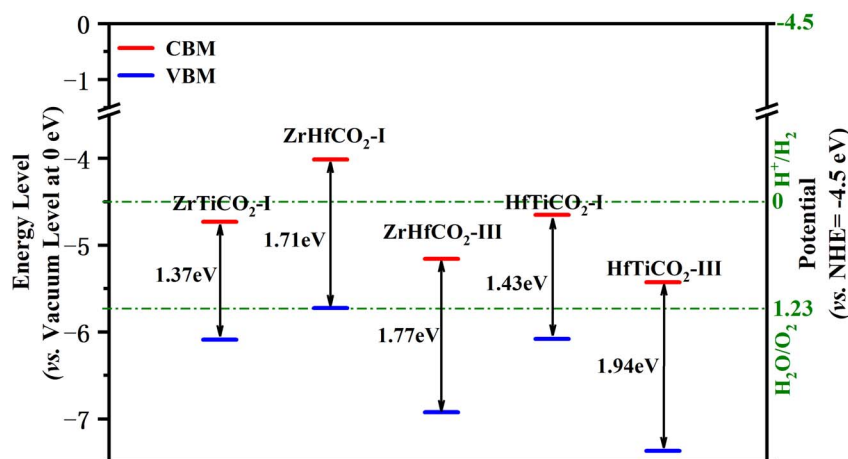 Energy Level
(vs. Vacuum Level at 0 eV)
0
−1
−4
−5
−6
−7
CBM
VBM
ZrTiCO2-I
1.37eV
ZrHfCO2-I
1.71eV
ZrHfCO2-III
1.77eV
HfTiCO2-I
1.43eV
HfTiCO2-III
1.94eV
-4.5
0
1.23
H+/H2
H2O/O2
Potential
(vs. NHE= -4.5 eV)